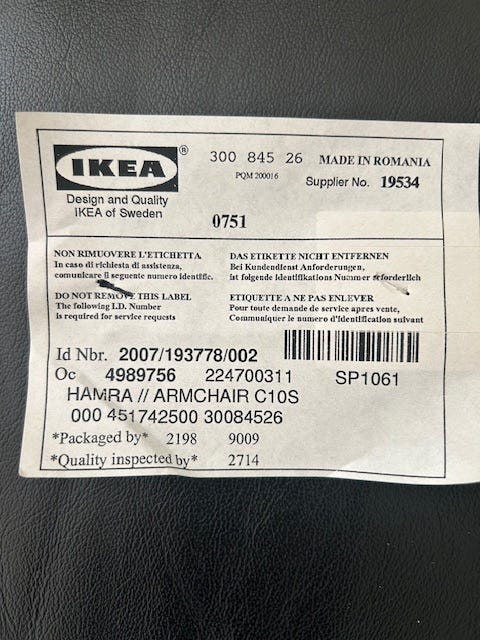 IKEA®
300 845 26 MADE IN ROMANIA
PQM 200016
Supplier No. 19534
Design and Quality
IKEA of Sweden
0751
NON RIMUOVERE L'ETICHETTA
In caso di richiesta di assistenza,
comunicare il seguente numero identific.
DAS ETIKETTE NICHT ENTFERNEN
Bei Kundendienst Anforderungen,
ist folgende Identifikations Nummer erforderlich
DO NOT REMOVE THIS LABEL
The following I.D. Number
is required for service requests
ETIQUETTE A NE PAS ENLEVER
Pour toute demande de service apres vente,
Communiquer le numero d'identification suivant
Id Nbr. 2007/193778/002
Oc 4989756 224700311 SP1061
HAMRA // ARMCHAIR C10S
000 451742500 30084526
*Packaged by* 2198 9009
*Quality inspected by* 2714